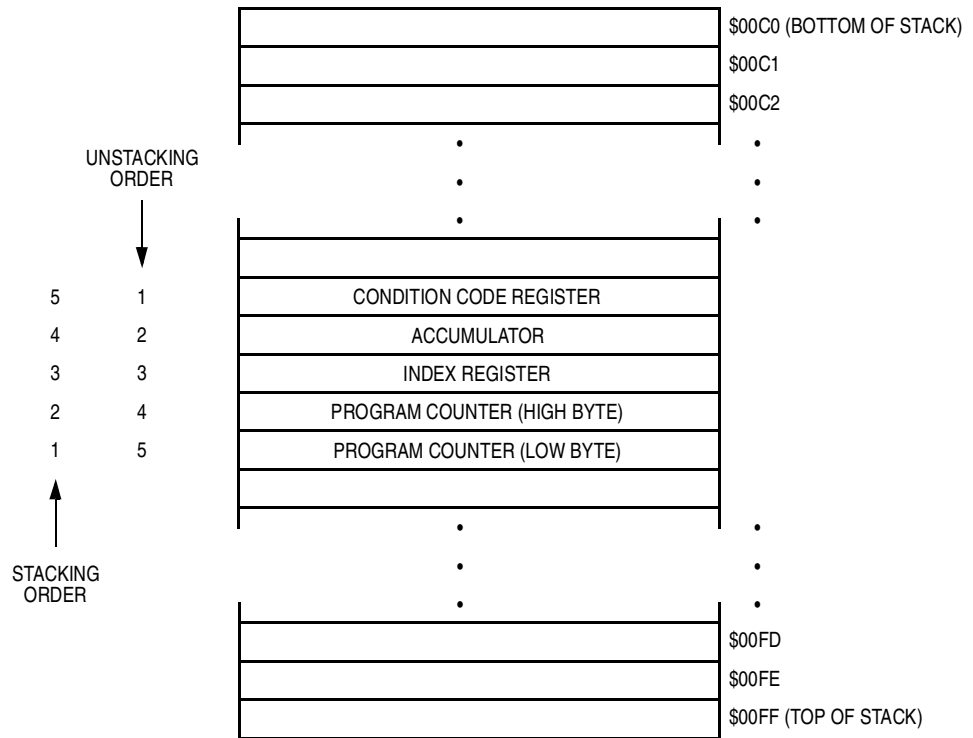 $00C0 (BOTTOM OF STACK)
$00C1
$00C2
UNSTACKING
ORDER
5 1 CONDITION CODE REGISTER
4 2 ACCUMULATOR
3 3 INDEX REGISTER
2 4 PROGRAM COUNTER (HIGH BYTE)
1 5 PROGRAM COUNTER (LOW BYTE)
STACKING
ORDER
$00FD
$00FE
$00FF (TOP OF STACK)